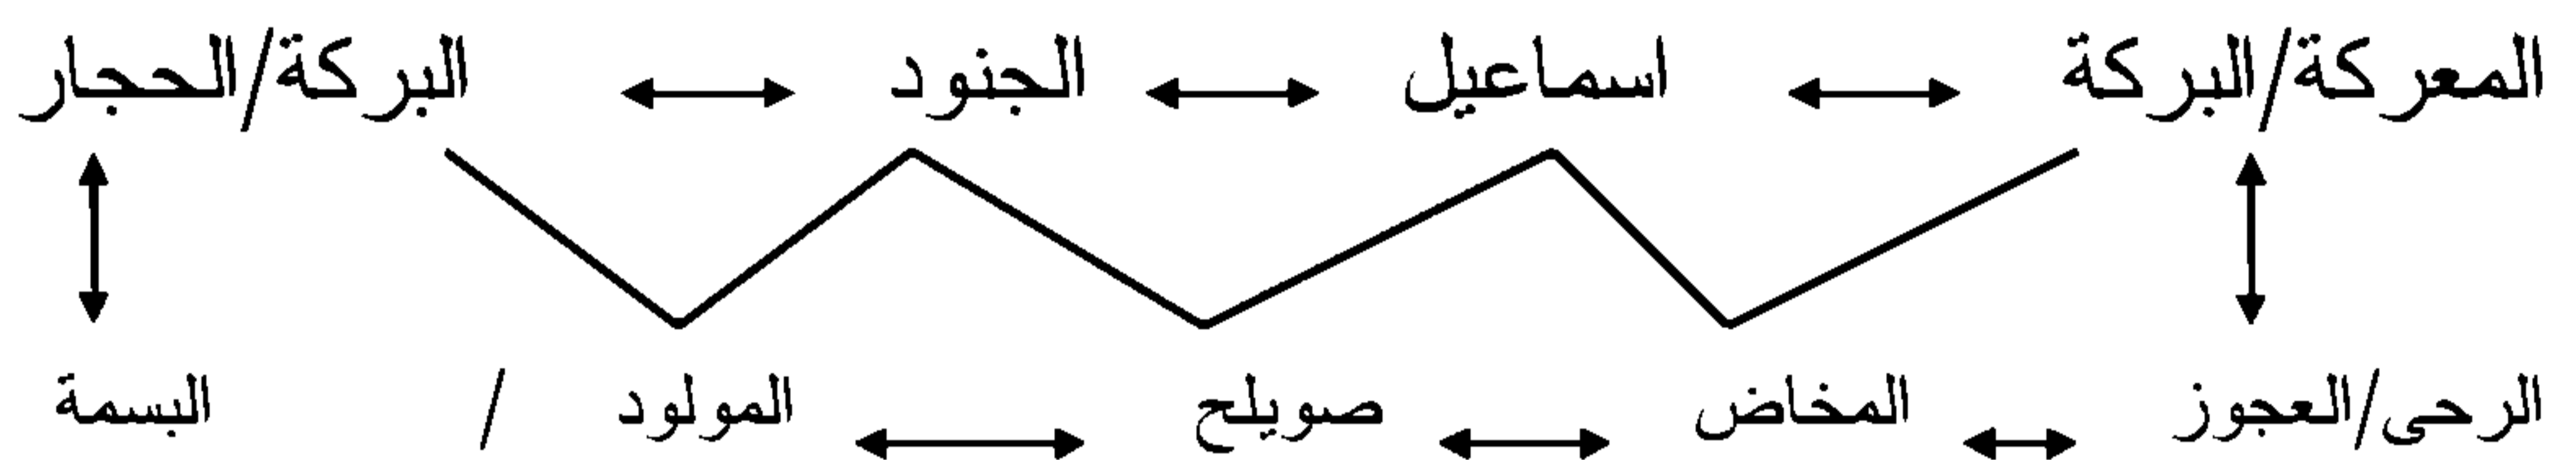 المعركة/البركة ↔ اسماعيل ↔ الجنود ↔ البركة/الحجار
الرحى/العجوز ↔ المخاض ↔ صويلح ↔ المولود / البسمة